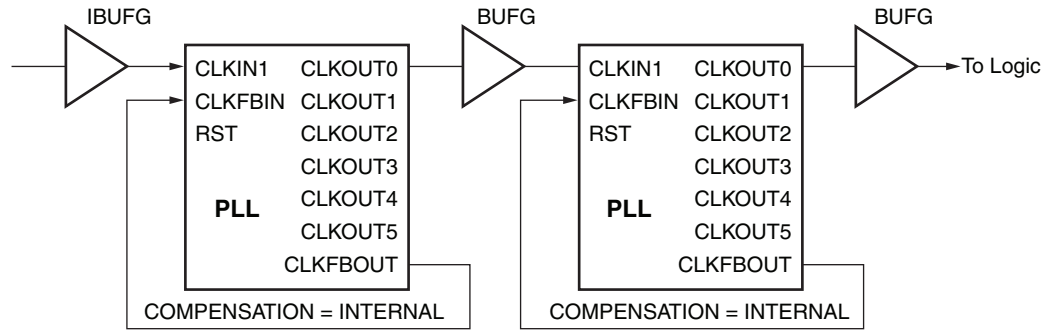 IBUFG
BUFG
BUFG
CLKIN1 CLKOUT0
CLKFBIN CLKOUT1
RST CLKOUT2
CLKOUT3
PLL CLKOUT4
CLKOUT5
CLKFBOUT
COMPENSATION = INTERNAL
CLKIN1 CLKOUT0
CLKFBIN CLKOUT1
RST CLKOUT2
CLKOUT3
PLL CLKOUT4
CLKOUT5
CLKFBOUT
COMPENSATION = INTERNAL
To Logic